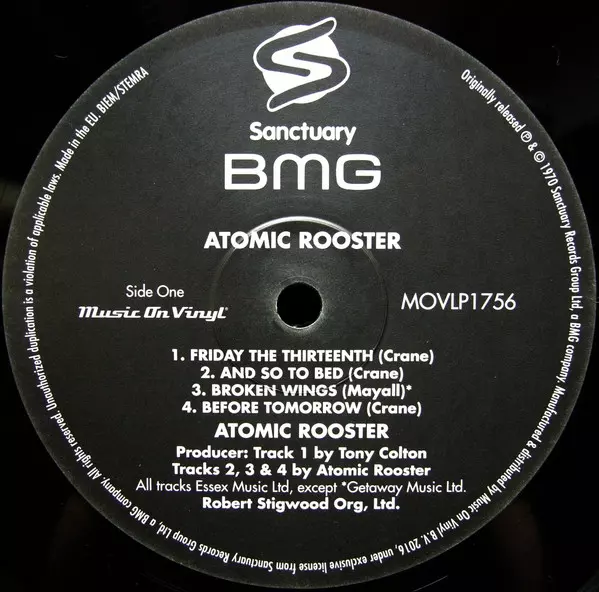 Sanctuary
BMG
ATOMIC ROOSTER
Side One
Music On Vinyl®
MOVLP1756
1. FRIDAY THE THIRTEENTH (Crane)
2. AND SO TO BED (Crane)
3. BROKEN WINGS (Mayall)*
4. BEFORE TOMORROW (Crane)
ATOMIC ROOSTER
Producer: Track 1 by Tony Colton
Tracks 2, 3 & 4 by Atomic Rooster
All tracks Essex Music Ltd, except *Getaway Music Ltd.
Robert Stigwood Org, Ltd.
Originally released ℗ & © 1970 Sanctuary Records Group Ltd, a BMG company. Manufactured & distributed by Music On Vinyl B.V. 2016, under exclusive license from Sanctuary Records Group Ltd, a BMG company. All rights reserved. Unauthorized duplication is a violation of applicable laws. Made in the EU. BIEM/STEMRA